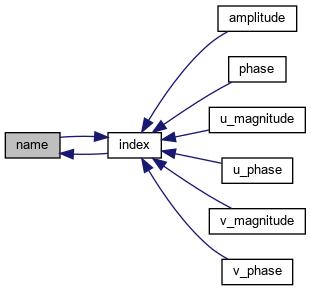 name
index
amplitude
phase
u_magnitude
u_phase
v_magnitude
v_phase